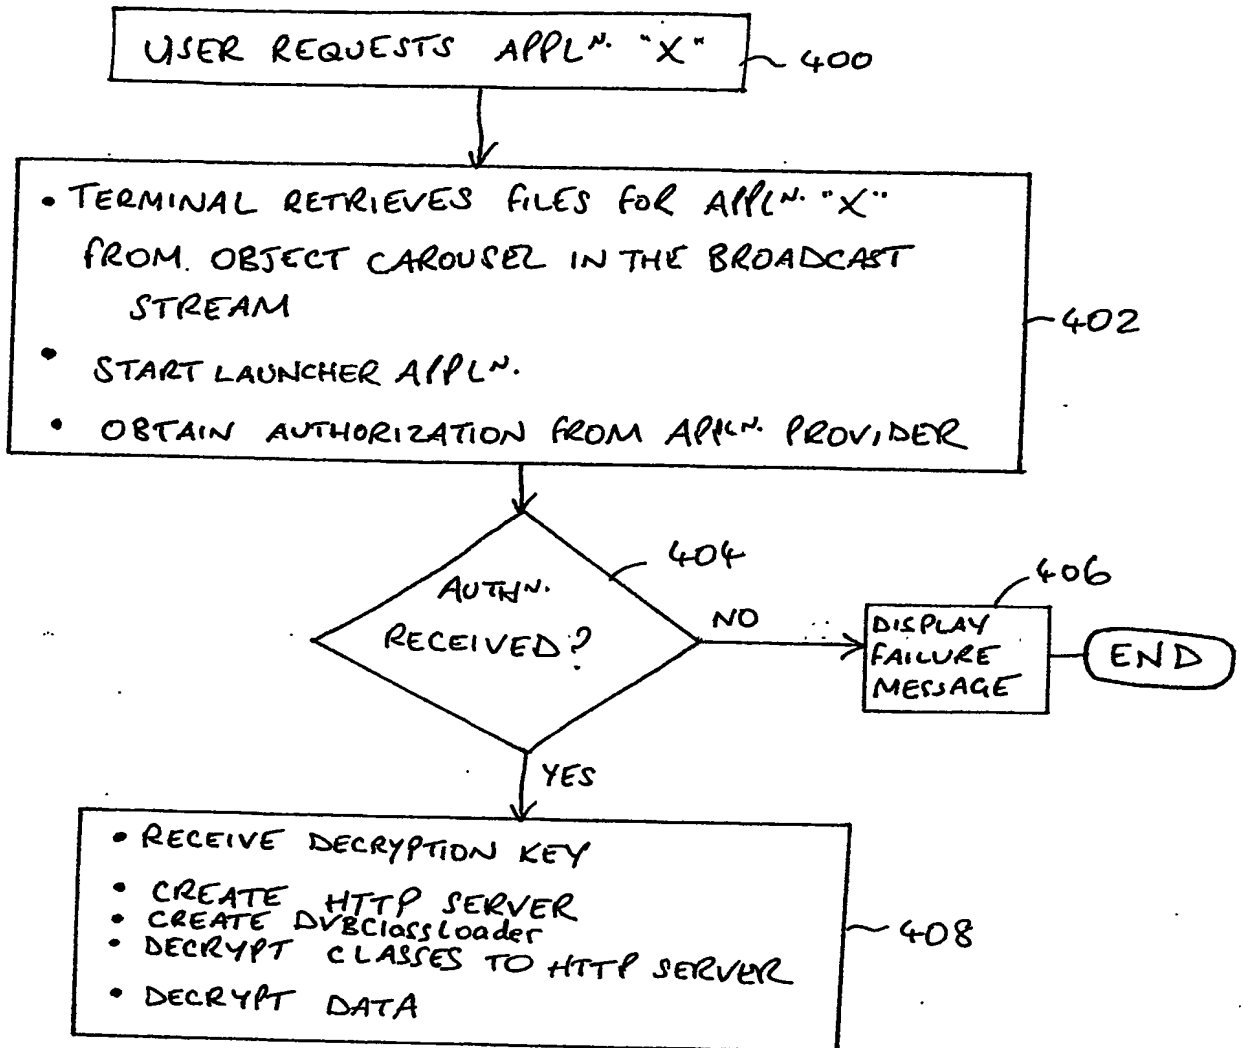 USER REQUESTS APPLN. "X"
400
• TERMINAL RETRIEVES FILES FOR APPLN. "X"
FROM OBJECT CAROUSEL IN THE BROADCAST
STREAM
402
• START LAUNCHER APPLN.
• OBTAIN AUTHORIZATION FROM APPLN. PROVIDER
404
AUTHN.
RECEIVED?
NO
406
DISPLAY
FAILURE
MESSAGE
END
YES
• RECEIVE DECRYPTION KEY
• CREATE HTTP SERVER
• CREATE DVBClassLoader
• DECRYPT CLASSES TO HTTP SERVER
408
• DECRYPT DATA